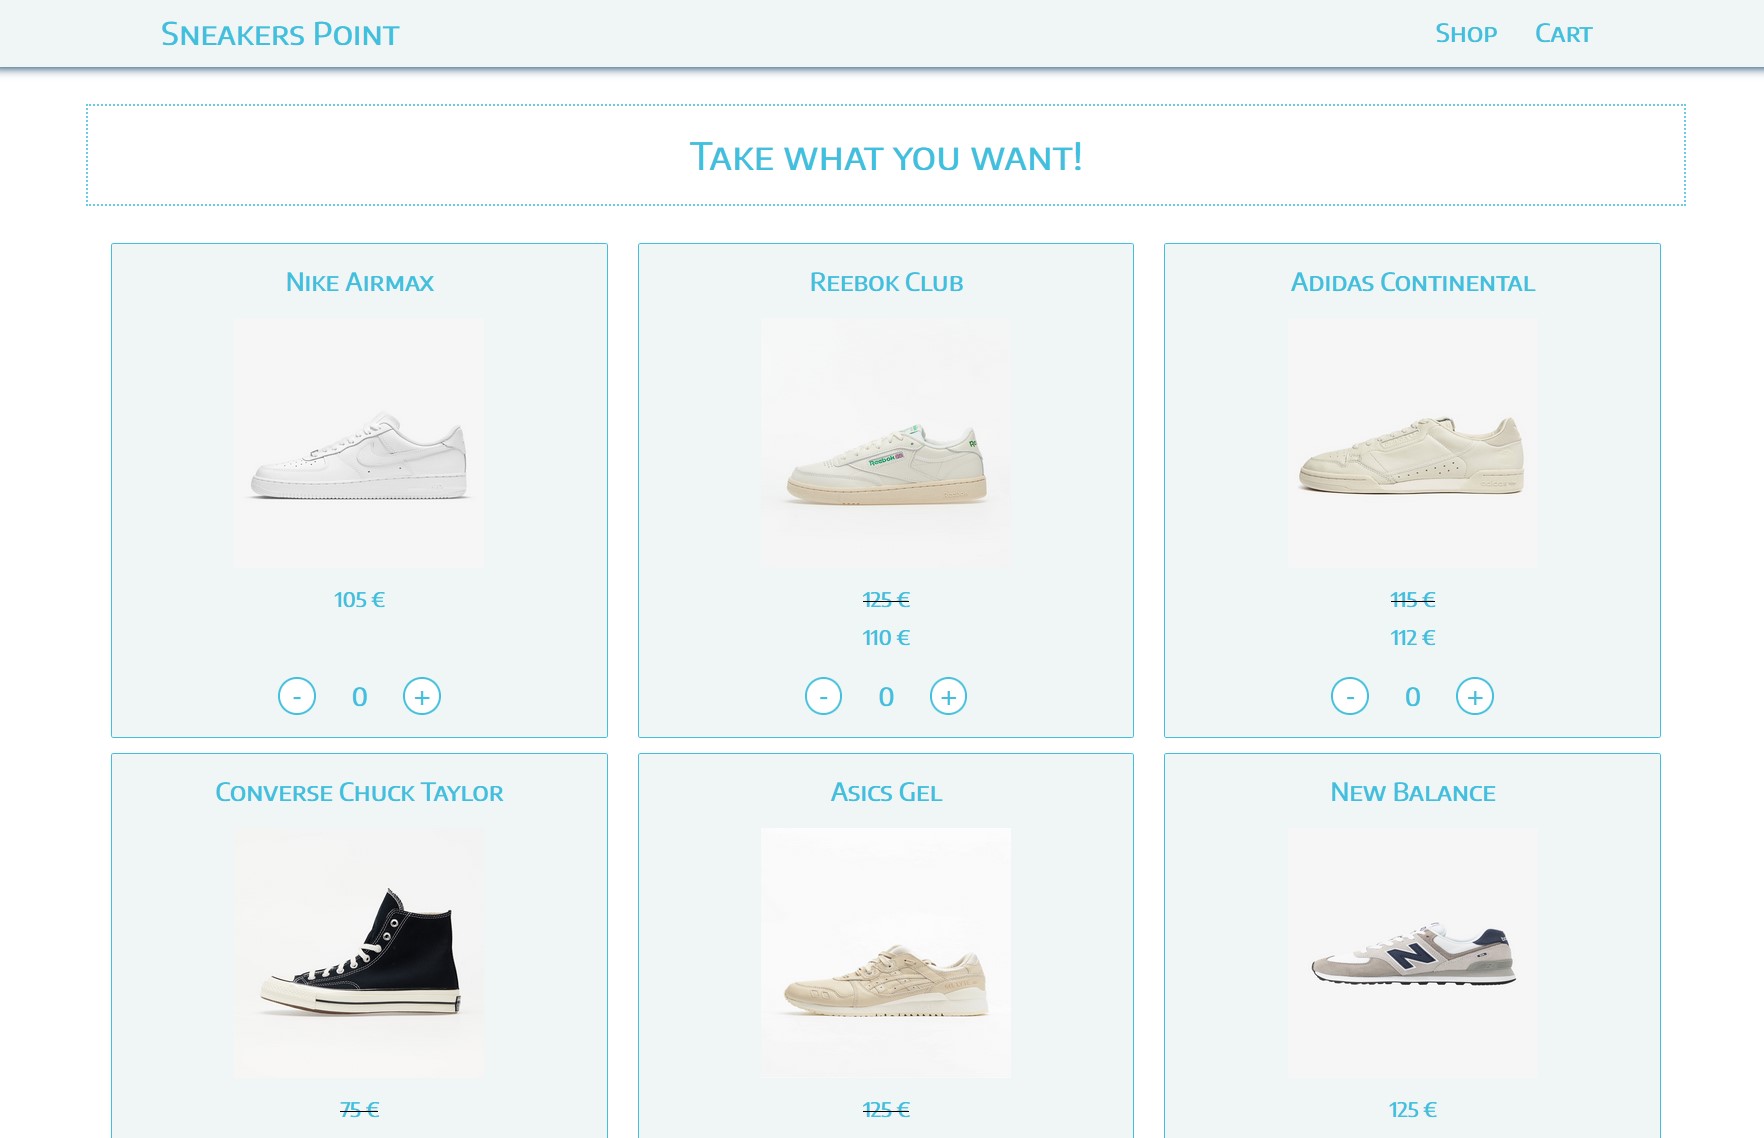 Sneakers Point
Shop Cart
Take what you want!
Nike Airmax
Reebok Club
Adidas Continental
Reebok
105 €
125 €
110 €
115 €
112 €
- 0 +
- 0 +
- 0 +
Converse Chuck Taylor
Asics Gel
New Balance
N
75 €
125 €
125 €